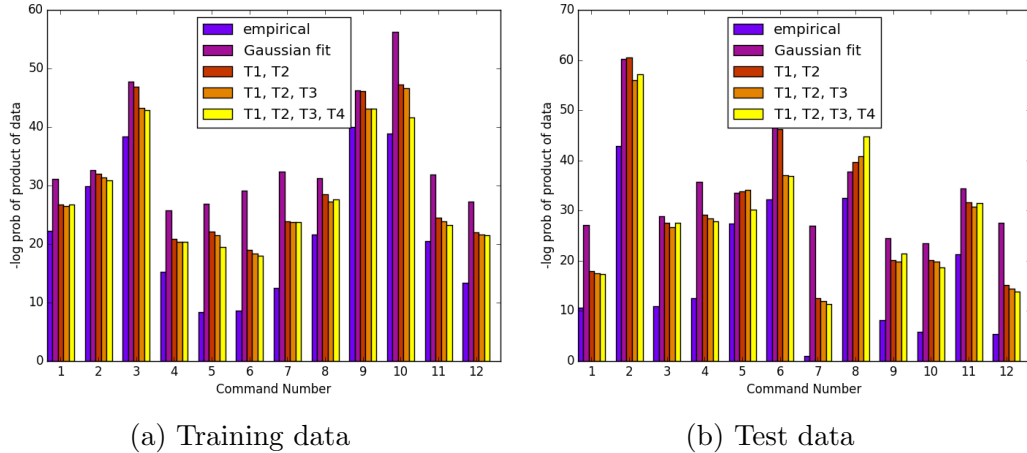 60
50
40
30
20
10
0
-log prob of product of data
empirical
Gaussian fit
T1, T2
T1, T2, T3
T1, T2, T3, T4
1 2 3 4 5 6 7 8 9 10 11 12
Command Number
(a) Training data
70
60
50
40
30
20
10
0
-log prob of product of data
empirical
Gaussian fit
T1, T2
T1, T2, T3
T1, T2, T3, T4
1 2 3 4 5 6 7 8 9 10 11 12
Command Number
(b) Test data